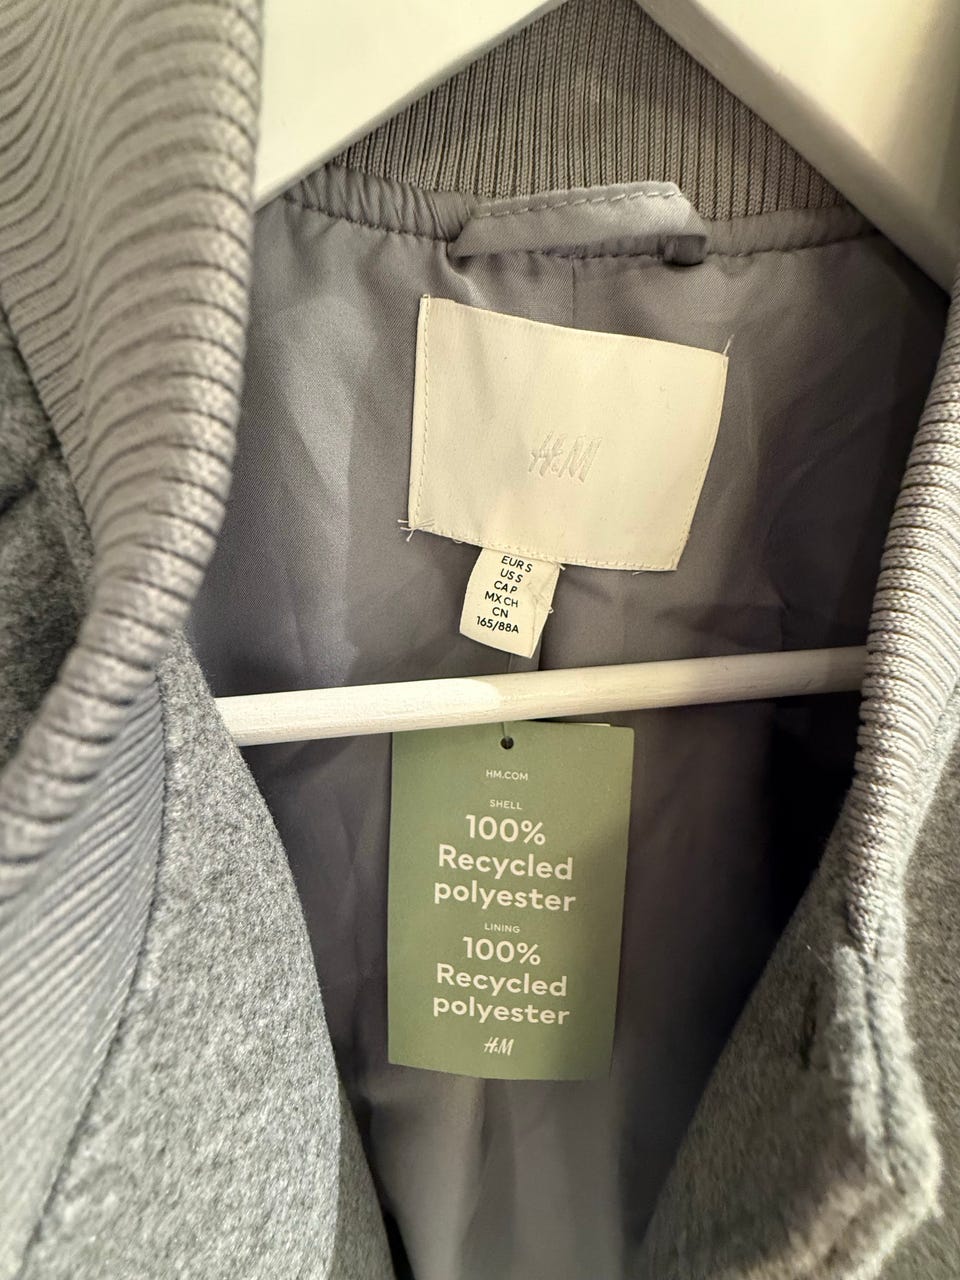 H&M
EUR S
US S
CA P
MX CH
CN
165/88A
HM.COM
SHELL
100%
Recycled
polyester
LINING
100%
Recycled
polyester
H&M